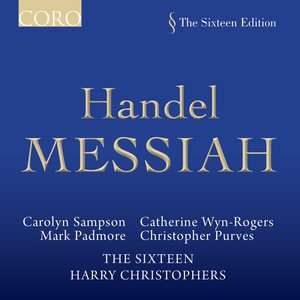 CORO
The Sixteen Edition
Handel
MESSIAH
Carolyn Sampson Catherine Wyn-Rogers
Mark Padmore Christopher Purves
THE SIXTEEN
HARRY CHRISTOPHERS